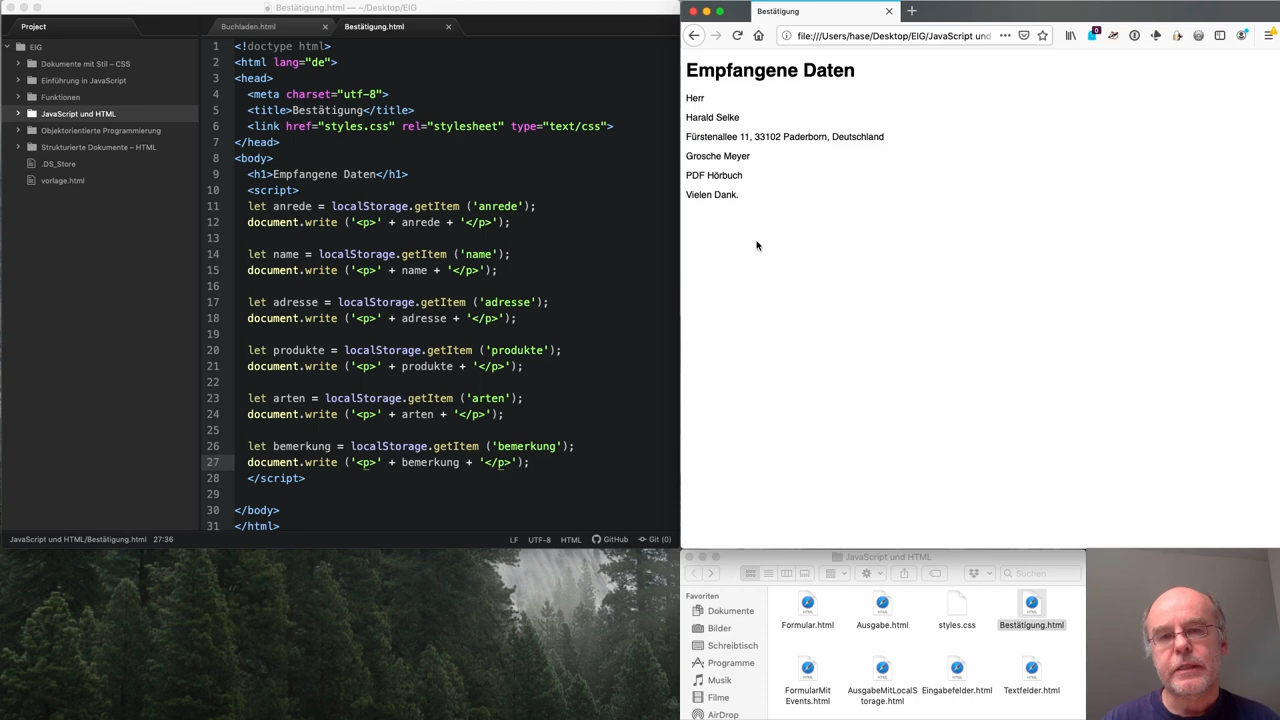 Bestätigung.html — ~/Desktop/EIG
Project
Buchladen.html
Bestätigung.html
EIG
Dokumente mit Stil – CSS
Einführung in JavaScript
Funktionen
JavaScript und HTML
Objektorientierte Programmierung
Strukturierte Dokumente – HTML
.DS_Store
vorlage.html
1 <!doctype html>
2 <html lang="de">
3 <head>
4 <meta charset="utf-8">
5 <title>Bestätigung</title>
6 <link href="styles.css" rel="stylesheet" type="text/css">
7 </head>
8 <body>
9 <h1>Empfangene Daten</h1>
10 <script>
11 let anrede = localStorage.getItem ('anrede');
12 document.write ('<p>' + anrede + '</p>');
13
14 let name = localStorage.getItem ('name');
15 document.write ('<p>' + name + '</p>');
16
17 let adresse = localStorage.getItem ('adresse');
18 document.write ('<p>' + adresse + '</p>');
19
20 let produkte = localStorage.getItem ('produkte');
21 document.write ('<p>' + produkte + '</p>');
22
23 let arten = localStorage.getItem ('arten');
24 document.write ('<p>' + arten + '</p>');
25
26 let bemerkung = localStorage.getItem ('bemerkung');
27 document.write ('<p>' + bemerkung + '</p>');
28 </script>
29
30 </body>
31 </html>
JavaScript und HTML/Bestätigung.html 27:36
LF UTF-8 HTML GitHub Git (0)
Bestätigung
file:///Users/hase/Desktop/EIG/JavaScript und
0
Empfangene Daten
Herr
Harald Selke
Fürstenallee 11, 33102 Paderborn, Deutschland
Grosche Meyer
PDF Hörbuch
Vielen Dank.
JavaScript und HTML
Suchen
Favoriten
Dokumente
Bilder
Schreibtisch
Programme
Musik
Filme
AirDrop
Formular.html
Ausgabe.html
styles.css
Bestätigung.html
FormularMit
Events.html
AusgabeMitLocalS
torage.html
Eingabefelder.html
Textfelder.html